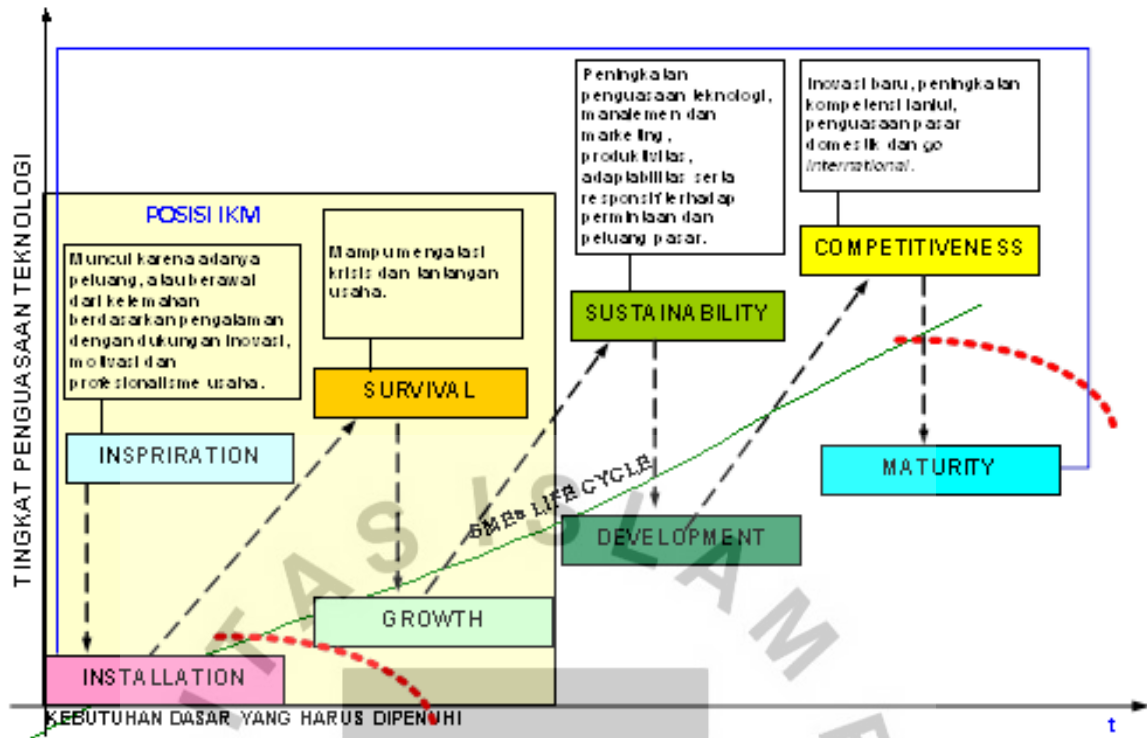 TINGKAT PENGUASAAN TEKNOLOGI
POSISI IKM
Muncul karena adanya
peluang, atau berawal
dari kelemahan
berdasarkan pengalaman
dengan dukungan inovasi,
motivasi dan
profesionalisme usaha.
INSPRIRATION
INSTALLATION
Mampu mengatasi
krisis dan tantangan
usaha.
SURVIVAL
GROWTH
Peningkatan
penguasaan teknologi,
manajemen dan
marketing,
produktivitas,
adaptabilitas serta
responsif terhadap
permintaan dan
peluang pasar.
SUSTAINABILITY
DEVELOPMENT
Inovasi baru, peningkatan
kompetensi lanjut,
penguasaan pasar
domestik dan go
international.
COMPETITIVENESS
MATURITY
SMEs LIFE CYCLE
KEBUTUHAN DASAR YANG HARUS DIPENUHI
t
ITAS ISLAM